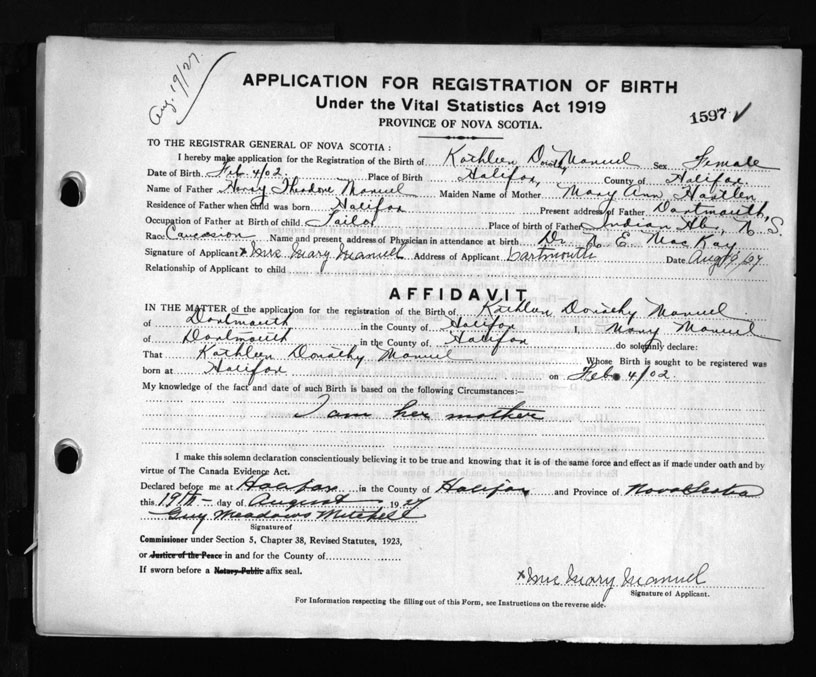 Aug. 19/27.
APPLICATION FOR REGISTRATION OF BIRTH
Under the Vital Statistics Act 1919
1597 ✓
PROVINCE OF NOVA SCOTIA.
TO THE REGISTRAR GENERAL OF NOVA SCOTIA :
I hereby make application for the Registration of the Birth of Kathleen Dorothy Manuel Sex Female
Date of Birth Feb 4/02. Place of Birth Halifax, County of Halifax
Name of Father Theodore Manuel Maiden Name of Mother Mary Ann
Residence of Father when child was born Halifax Present address of Father Dartmouth,
Occupation of Father at Birth of child Tailor Place of birth of Father Indian Hbr, N. S.
Race Caucasion Name and present address of Physician in attendance at birth Dr. E. MacKay
Signature of Applicant x Mrs Mary Manuel Address of Applicant Dartmouth Date Aug 19/27
Relationship of Applicant to child
AFFIDAVIT
IN THE MATTER of the application for the registration of the Birth of Kathleen Dorothy Manuel
of Dartmouth in the County of Halifax I, Mary Manuel
of Dartmouth in the County of Halifax do solemnly declare:
That Kathleen Dorothy Manuel Whose Birth is sought to be registered was
born at Halifax on Feb 4/02.
My knowledge of the fact and date of such Birth is based on the following Circumstances:—
I am her mother
I make this solemn declaration conscientiously believing it to be true and knowing that it is of the same force and effect as if made under oath and by
virtue of The Canada Evidence Act.
Declared before me at Halifax in the County of Halifax and Province of Nova Scotia
this 19th day of August 19 27
Guy Meadows Mitchell
Signature of
Commissioner under Section 5, Chapter 38, Revised Statutes, 1923,
or Justice of the Peace in and for the County of
If sworn before a Notary Public affix seal.
x Mrs Mary Manuel
Signature of Applicant.
For Information respecting the filling out of this Form, see Instructions on the reverse side.